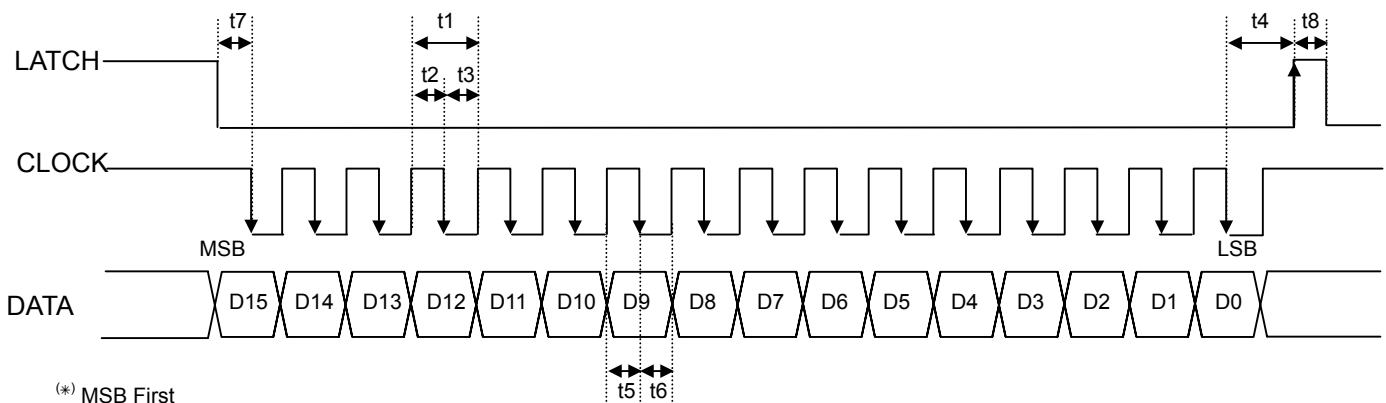 t7 t1 t4 t8
LATCH
t2 t3
CLOCK
MSB LSB
DATA D15 D14 D13 D12 D11 D10 D9 D8 D7 D6 D5 D4 D3 D2 D1 D0
t5 t6
(*) MSB First